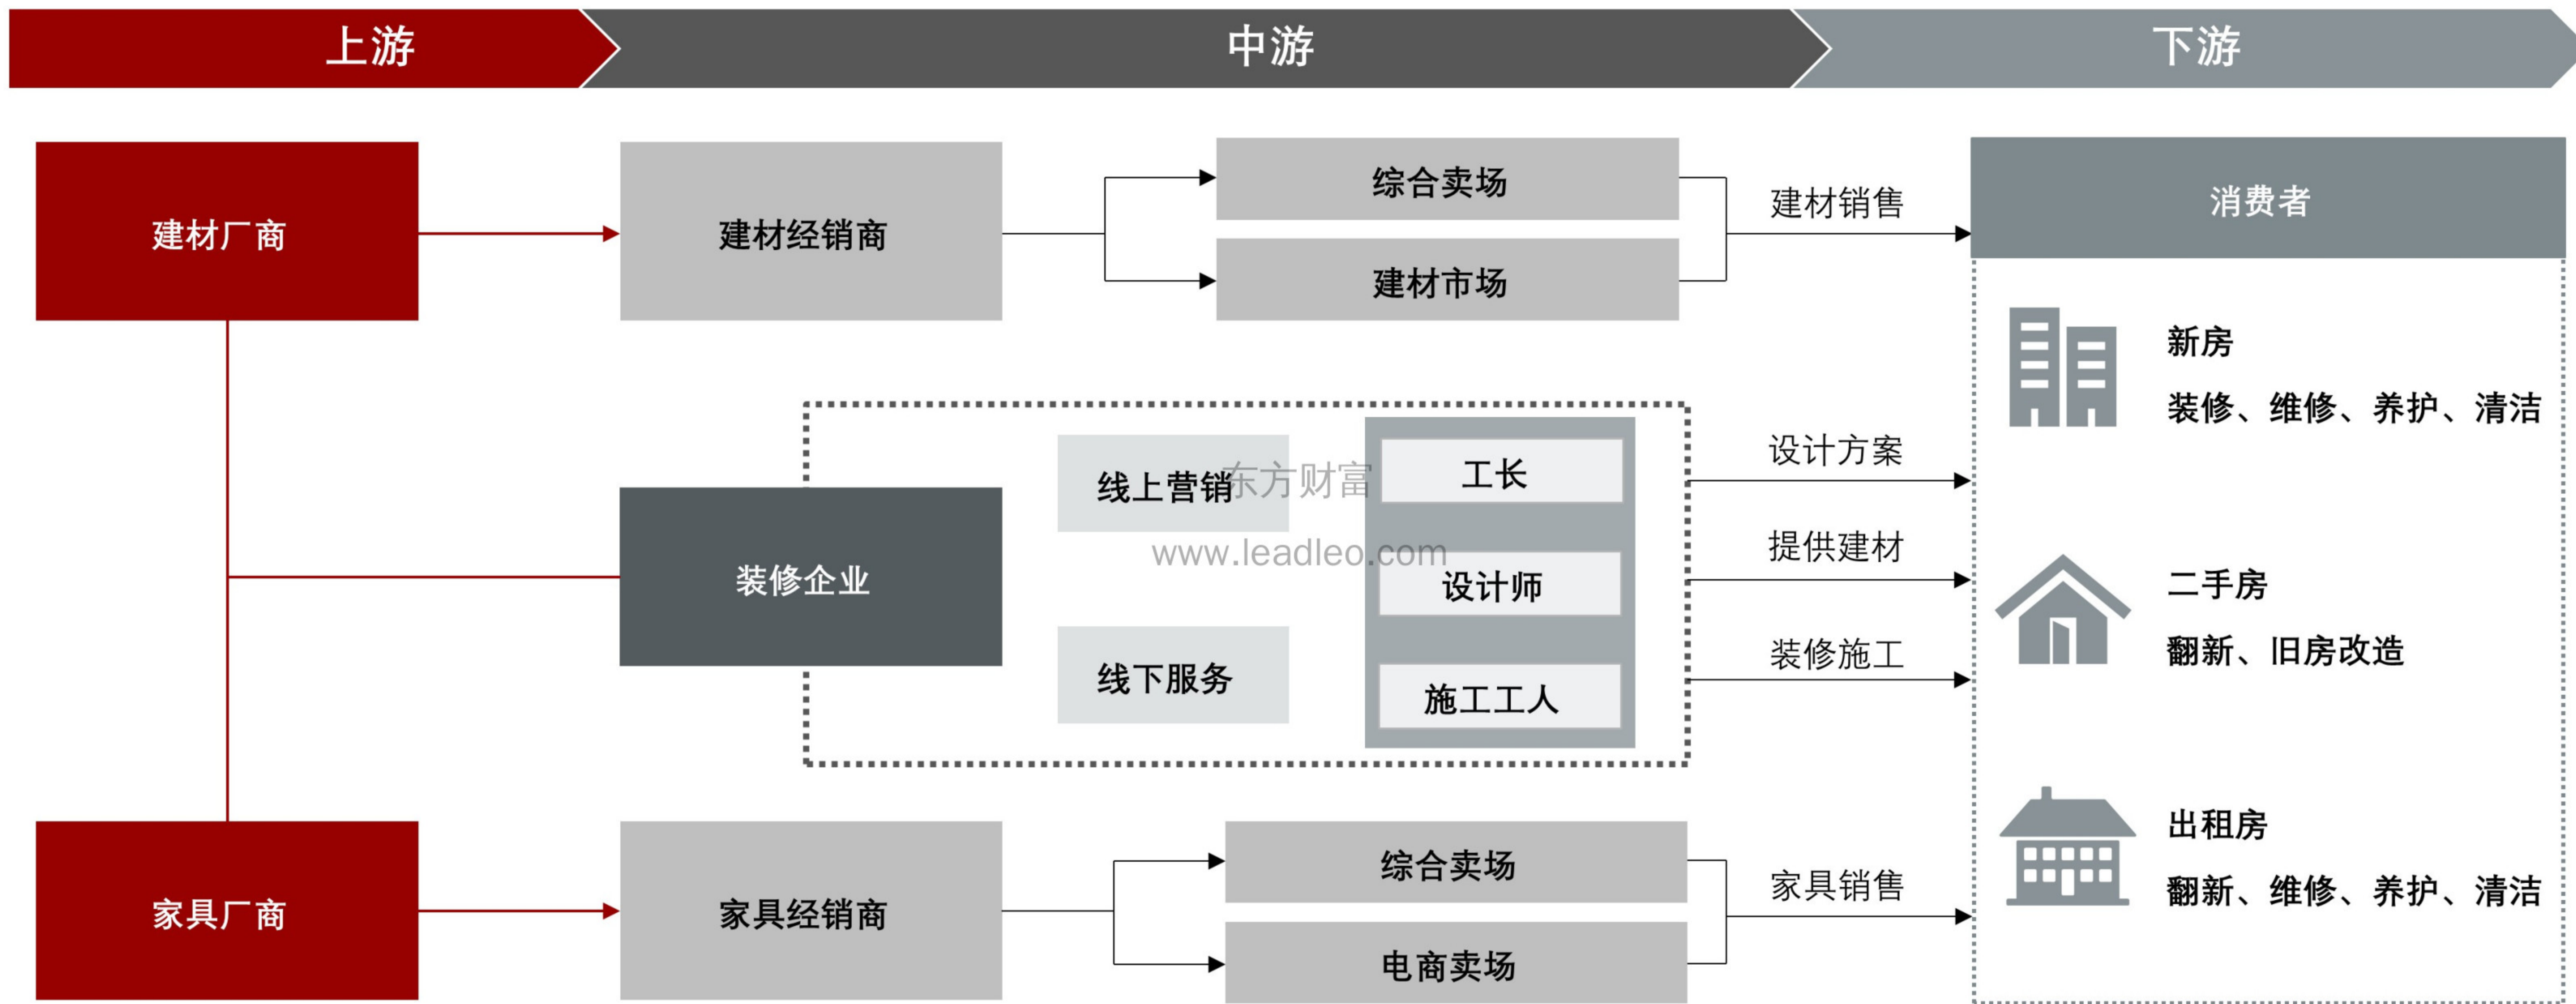 上游
中游
下游
建材厂商
建材经销商
综合卖场
建材市场
建材销售
消费者
新房
装修、维修、养护、清洁
装修企业
线上营销
线下服务
工长
设计师
施工工人
东方财富
www.leadleo.com
设计方案
提供建材
装修施工
二手房
翻新、旧房改造
家具厂商
家具经销商
综合卖场
电商卖场
家具销售
出租房
翻新、维修、养护、清洁